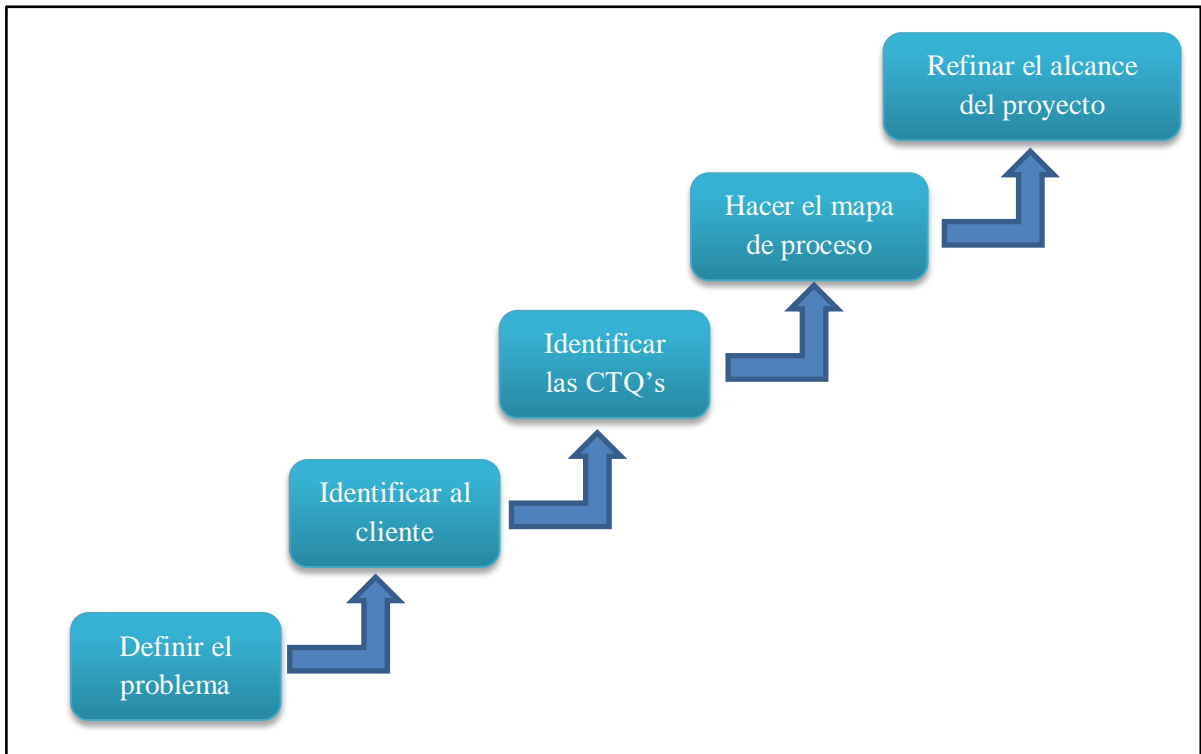 Refinar el alcance
del proyecto
Hacer el mapa
de proceso
Identificar
las CTQ’s
Identificar al
cliente
Definir el
problema